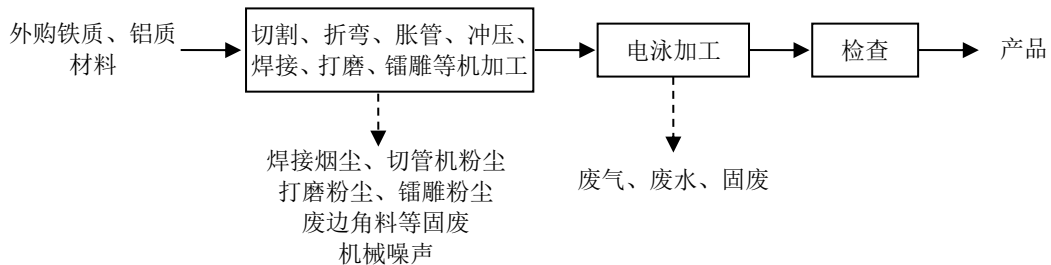 外购铁质、铝质
材料
切割、折弯、胀管、冲压、
焊接、打磨、镭雕等机加工
电泳加工
检查
产品
焊接烟尘、切管机粉尘
打磨粉尘、镭雕粉尘
废边角料等固废
机械噪声
废气、废水、固废